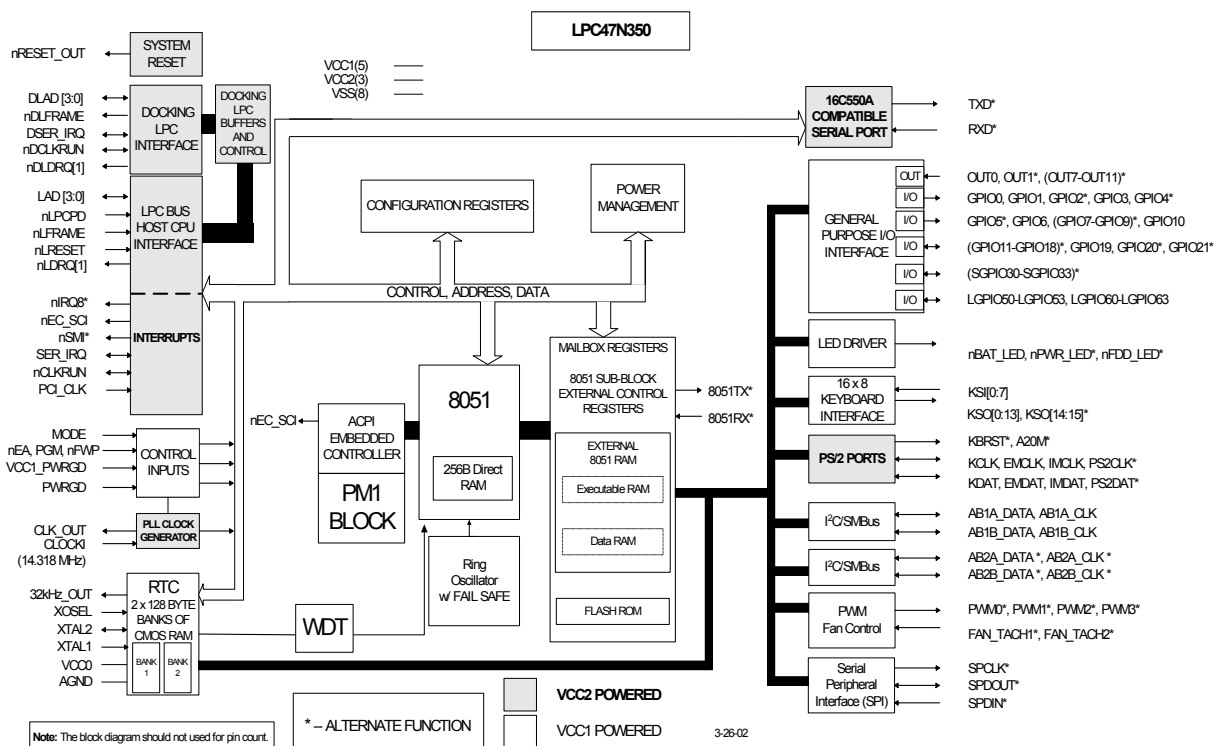 LPC47N350
SYSTEM
RESET
nRESET_OUT
VCC1(5)
VCC2(3)
VSS(8)
DLAD [3:0]
nDLFRAME
DSER_IRQ
nDCLKRUN
nDLDRQ[1]
DOCKING
LPC
INTERFACE
DOCKING
LPC
BUFFERS
AND
CONTROL
16C550A
COMPATIBLE
SERIAL PORT
TXD*
RXD*
LAD [3:0]
nLPCPD
nLFRAME
nLRESET
nLDRQ[1]
LPC BUS
HOST CPU
INTERFACE
CONFIGURATION REGISTERS
POWER
MANAGEMENT
GENERAL
PURPOSE I/O
INTERFACE
OUT
I/O
I/O
I/O
I/O
I/O
OUT0, OUT1*, (OUT7-OUT11)*
GPIO0, GPIO1, GPIO2*, GPIO3, GPIO4*
GPIO5*, GPIO6, (GPIO7-GPIO9)*, GPIO10
(GPIO11-GPIO18)*, GPIO19, GPIO20*, GPIO21*
(SGPIO30-SGPIO33)*
LGPIO50-LGPIO53, LGPIO60-LGPIO63
CONTROL, ADDRESS, DATA
nIRQ8*
nEC_SCI
nSMI*
SER_IRQ
nCLKRUN
PCI_CLK
INTERRUPTS
MAILBOX REGISTERS
8051 SUB-BLOCK
EXTERNAL CONTROL
REGISTERS
EXTERNAL
8051 RAM
Executable RAM
Data RAM
FLASH ROM
8051TX*
8051RX*
LED DRIVER
nBAT_LED, nPWR_LED*, nFDD_LED*
16 x 8
KEYBOARD
INTERFACE
KSI[0:7]
KSO[0:13], KSO[14:15]*
8051
256B Direct
RAM
nEC_SCI
ACPI
EMBEDDED
CONTROLLER
PM1
BLOCK
MODE
nEA, PGM, nFWP
VCC1_PWRGD
PWRGD
CONTROL
INPUTS
PS/2 PORTS
KBRST*, A20M*
KCLK, EMCLK, IMCLK, PS2CLK*
KDAT, EMDAT, IMDAT, PS2DAT*
CLK_OUT
CLOCKI
(14.318 MHz)
PLL CLOCK
GENERATOR
I²C/SMBus
AB1A_DATA, AB1A_CLK
AB1B_DATA, AB1B_CLK
I²C/SMBus
AB2A_DATA *, AB2A_CLK *
AB2B_DATA *, AB2B_CLK *
Ring
Oscillator
w/ FAIL SAFE
32kHz_OUT
XOSEL
XTAL2
XTAL1
VCC0
AGND
RTC
2 x 128 BYTE
BANKS OF
CMOS RAM
BANK
1
BANK
2
WDT
PWM
Fan Control
PWM0*, PWM1*, PWM2*, PWM3*
FAN_TACH1*, FAN_TACH2*
Serial
Peripheral
Interface (SPI)
SPCLK*
SPDOUT*
SPDIN*
Note: The block diagram should not used for pin count.
* -- ALTERNATE FUNCTION
VCC2 POWERED
VCC1 POWERED
3-26-02